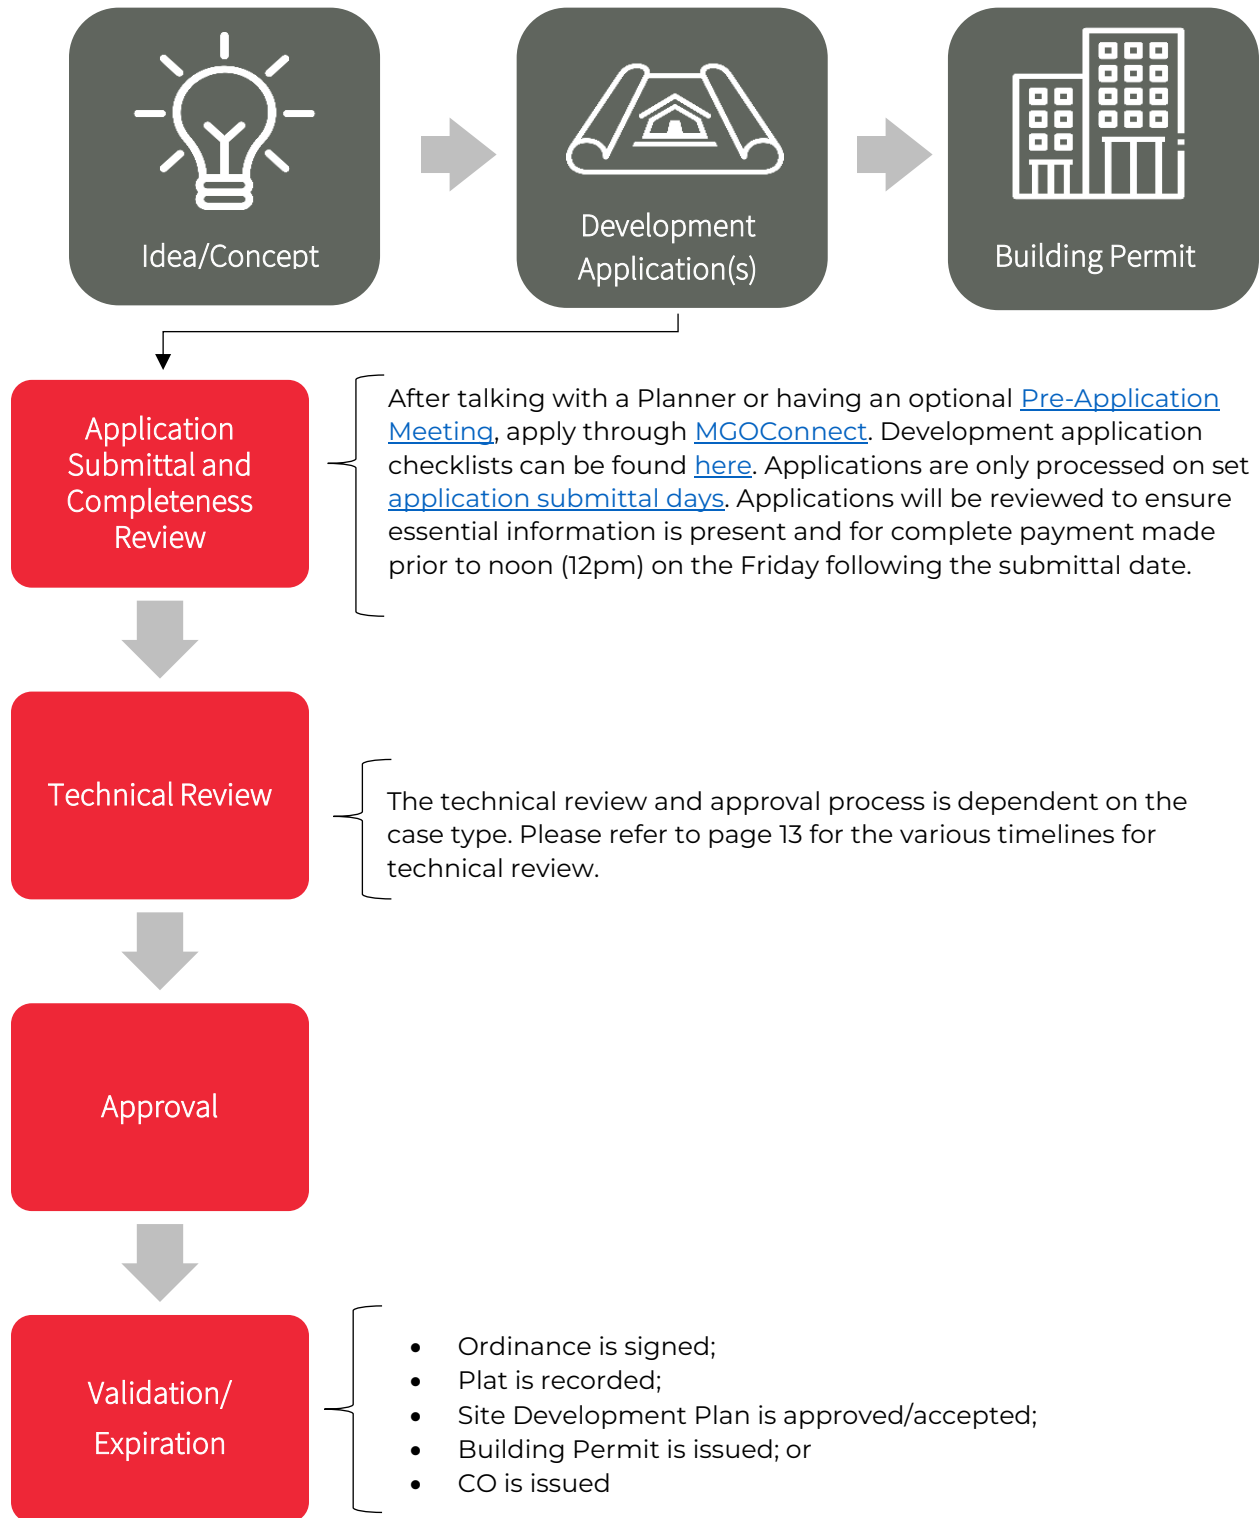 Idea/Concept
Development
Application(s)
Building Permit
Application
Submittal and
Completeness
Review
After talking with a Planner or having an optional Pre-Application
Meeting, apply through MGOConnect. Development application
checklists can be found here. Applications are only processed on set
application submittal days. Applications will be reviewed to ensure
essential information is present and for complete payment made
prior to noon (12pm) on the Friday following the submittal date.
Technical Review
The technical review and approval process is dependent on the
case type. Please refer to page 13 for the various timelines for
technical review.
Approval
Validation/
Expiration
• Ordinance is signed;
• Plat is recorded;
• Site Development Plan is approved/accepted;
• Building Permit is issued; or
• CO is issued